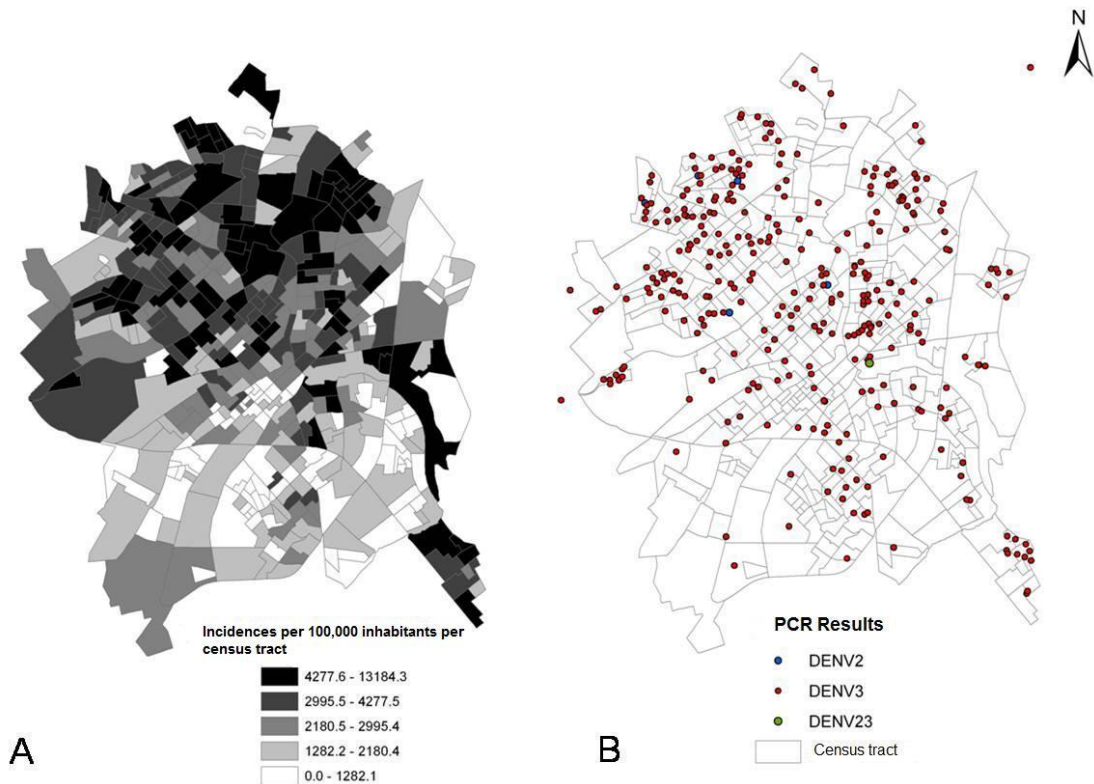 N
Incidences per 100,000 inhabitants per
census tract
4277.6 - 13184.3
2995.5 - 4277.5
2180.5 - 2995.4
1282.2 - 2180.4
0.0 - 1282.1
A
PCR Results
DENV2
DENV3
DENV23
Census tract
B